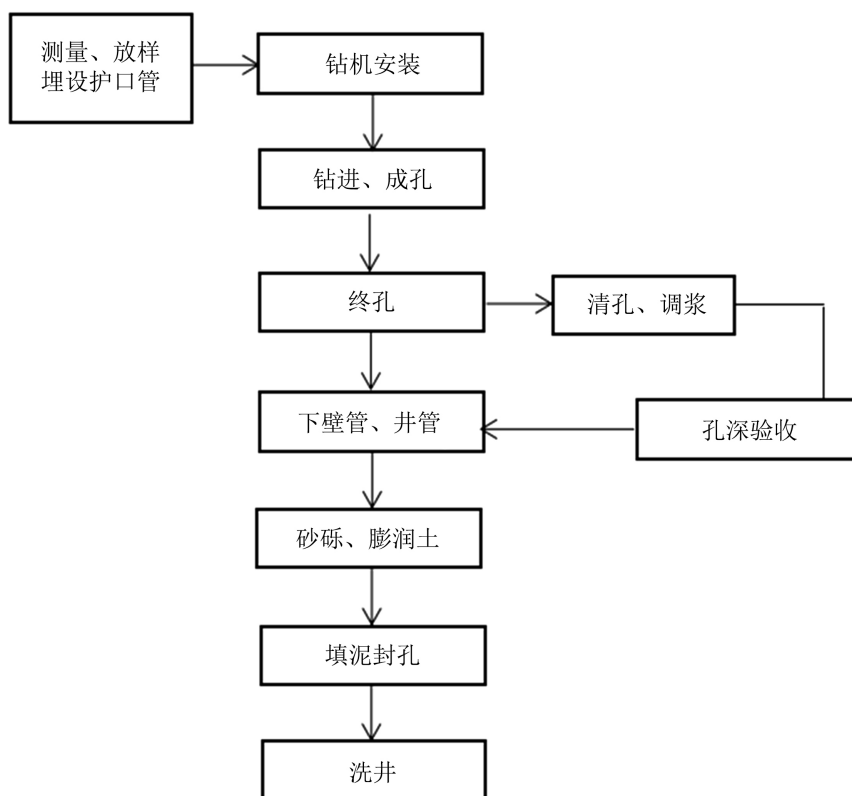 测量、放样
埋设护口管
钻机安装
钻进、成孔
终孔
清孔、调浆
下壁管、井管
孔深验收
砂砾、膨润土
填泥封孔
洗井